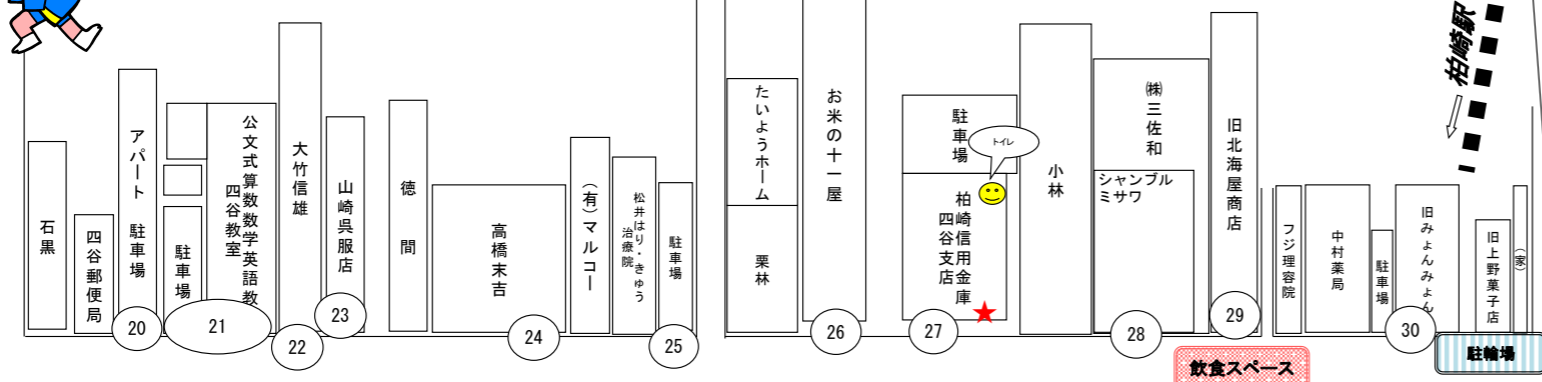 石黒
四谷郵便局
アパート 駐車場
20
駐車場
公文式算数数学英語教
四谷教室
21
大竹信雄
22
山崎呉服店
23
徳間
高橋末吉
24
(有)マルコー
松井はり・きゅう
治療院
駐車場
25
たいようホーム
栗林
お米の十一屋
26
駐車場
トイレ
柏崎信用金庫
四谷支店
27
小林
㈱三佐和
シャンブル
ミサワ
28
旧北海屋商店
29
飲食スペース
フジ理容院
中村薬局
駐車場
旧みょんみょん
30
旧上野菓子店
(家)
駐輪場
柏崎駅